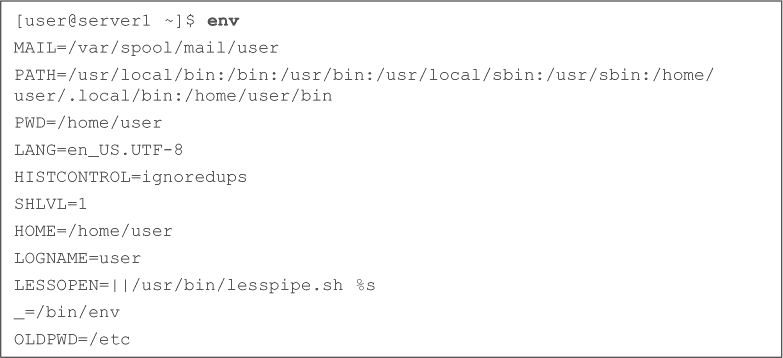 [user@server1 ~]$ env
MAIL=/var/spool/mail/user
PATH=/usr/local/bin:/bin:/usr/bin:/usr/local/sbin:/usr/sbin:/home/
user/.local/bin:/home/user/bin
PWD=/home/user
LANG=en_US.UTF-8
HISTCONTROL=ignoredups
SHLVL=1
HOME=/home/user
LOGNAME=user
LESSOPEN=||/usr/bin/lesspipe.sh %s
_=/bin/env
OLDPWD=/etc